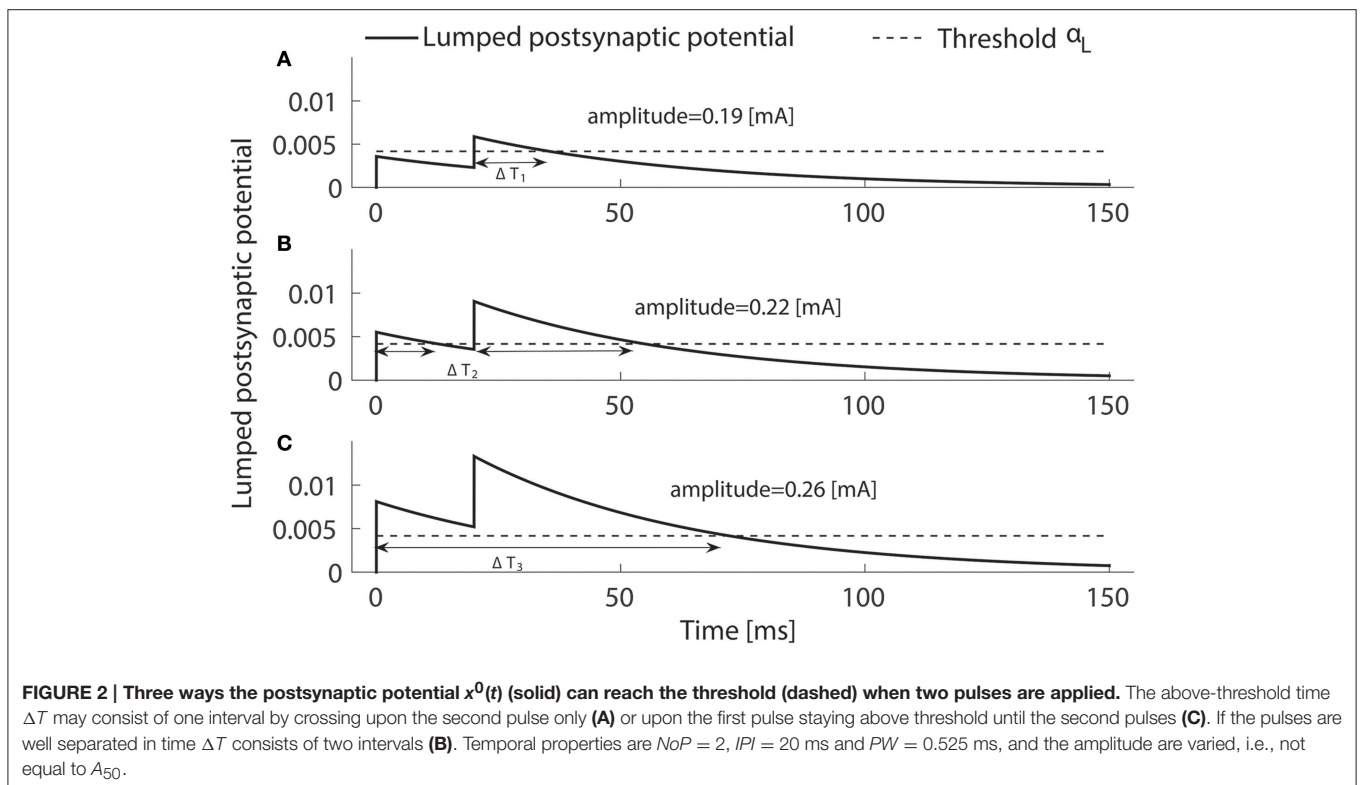 Lumped postsynaptic potential Threshold αL
A
0.01
0.005
0
amplitude=0.19 [mA]
Δ T1
0 50 100 150
B
0.01
0.005
0
amplitude=0.22 [mA]
Δ T2
0 50 100 150
C
0.01
0.005
0
amplitude=0.26 [mA]
Δ T3
0 50 100 150
Lumped postsynaptic potential
Time [ms]
FIGURE 2 | Three ways the postsynaptic potential x⁰(t) (solid) can reach the threshold (dashed) when two pulses are applied. The above-threshold time
ΔT may consist of one interval by crossing upon the second pulse only (A) or upon the first pulse staying above threshold until the second pulses (C). If the pulses are
well separated in time ΔT consists of two intervals (B). Temporal properties are NoP = 2, IPI = 20 ms and PW = 0.525 ms, and the amplitude are varied, i.e., not
equal to A50.